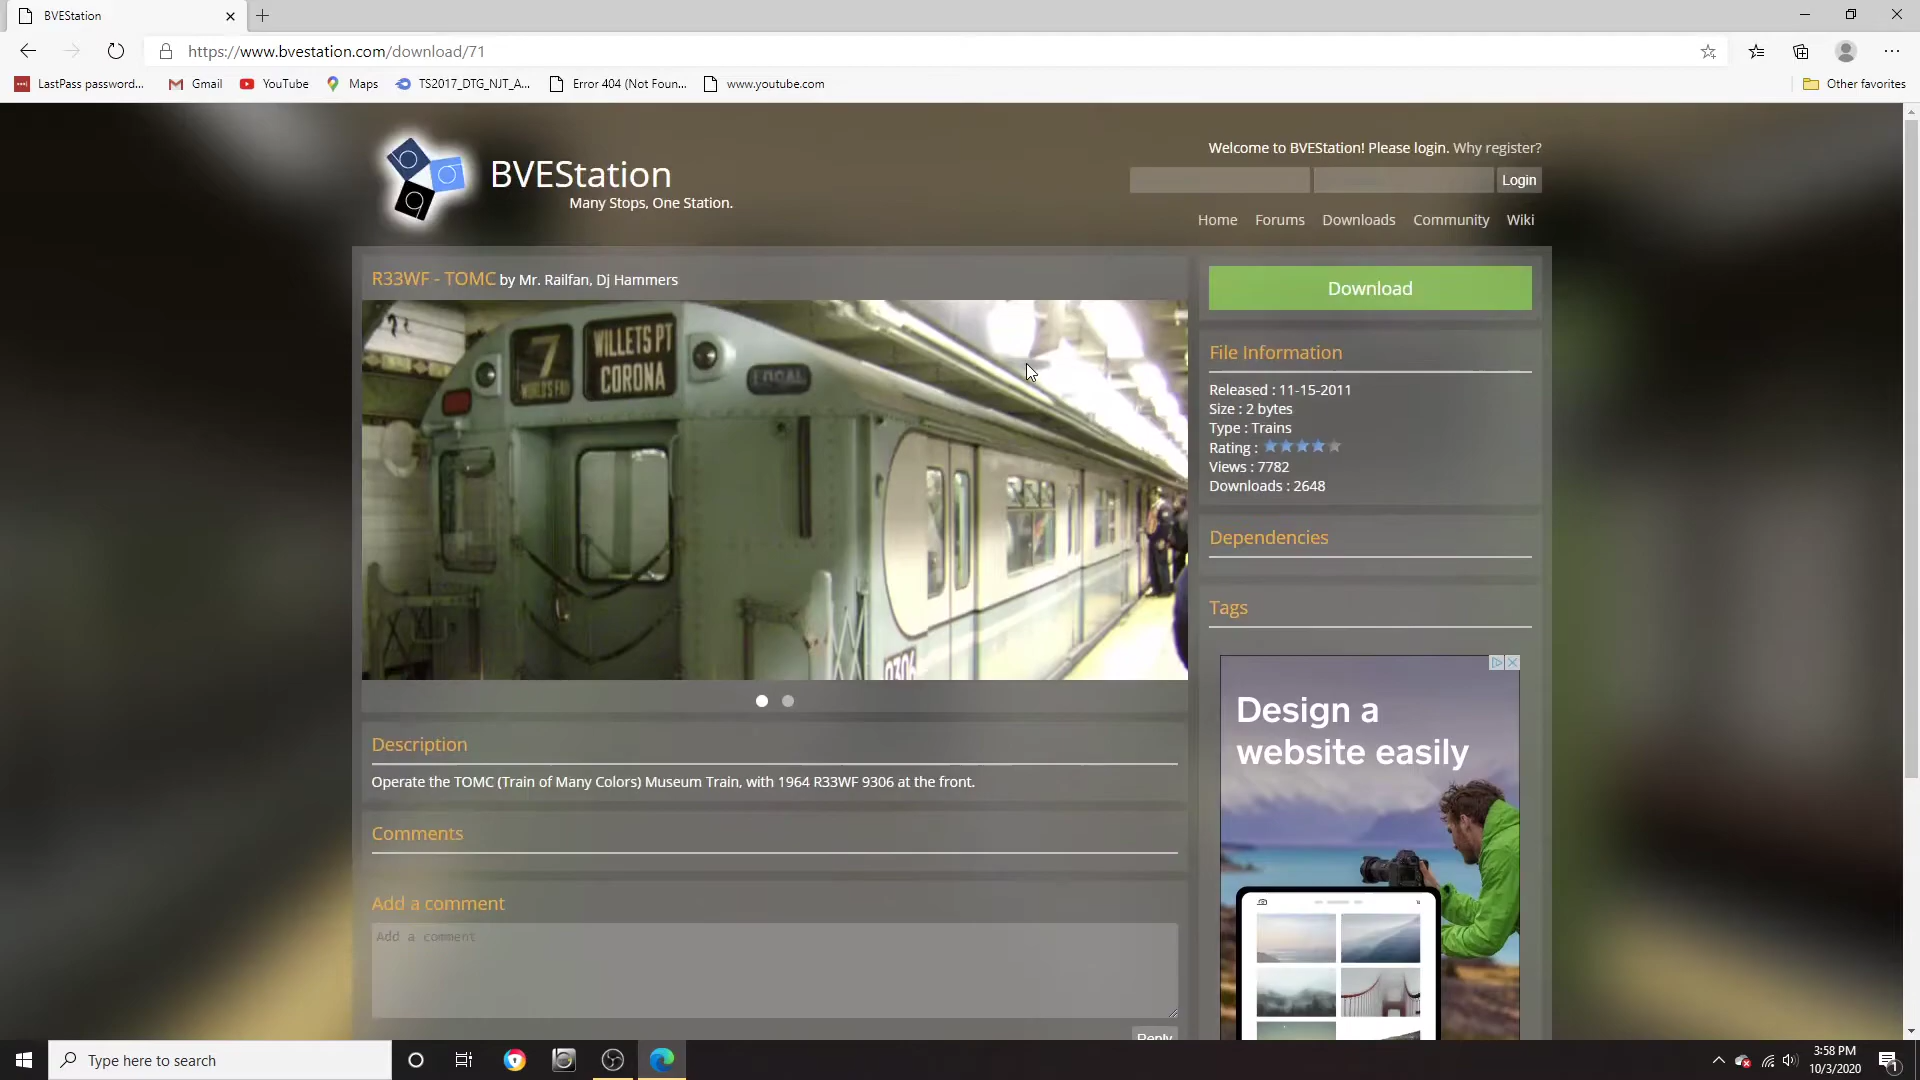 BVEStation
https://www.bvestation.com/download/71
LastPass password...
Gmail
YouTube
Maps
TS2017_DTG_NJT_A...
Error 404 (Not Foun...
www.youtube.com
Other favorites
BVEStation
Many Stops, One Station.
Welcome to BVEStation! Please login. Why register?
Login
Home Forums Downloads Community Wiki
R33WF - TOMC by Mr. Railfan, Dj Hammers
7
WORLD'S FAIR
WILLETS PT
CORONA
LOCAL
9306
Download
File Information
Released : 11-15-2011
Size : 2 bytes
Type : Trains
Rating :
Views : 7782
Downloads : 2648
Dependencies
Tags
Design a
website easily
Description
Operate the TOMC (Train of Many Colors) Museum Train, with 1964 R33WF 9306 at the front.
Comments
Add a comment
Add a comment
Reply
Type here to search
3:58 PM
10/3/2020
1